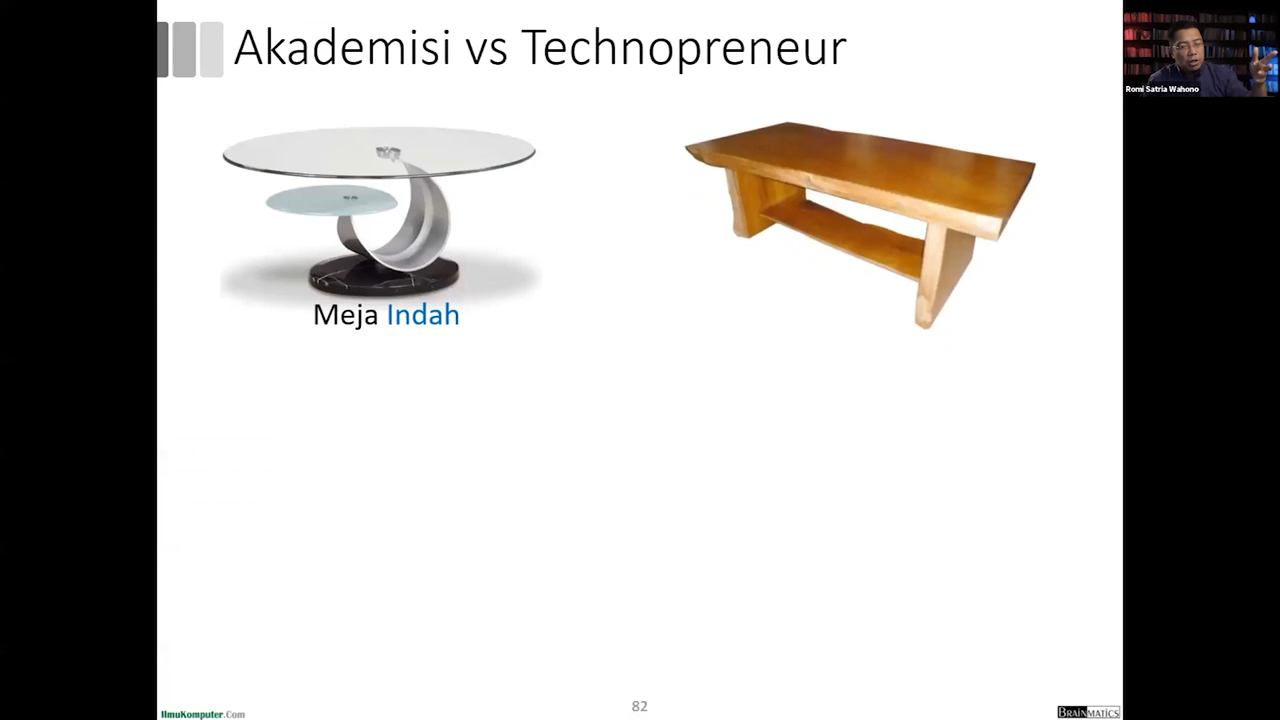 Akademisi vs Technopreneur
Romi Satria Wahono
Meja Indah
82
IlmuKomputer.Com
BRAINMATICS